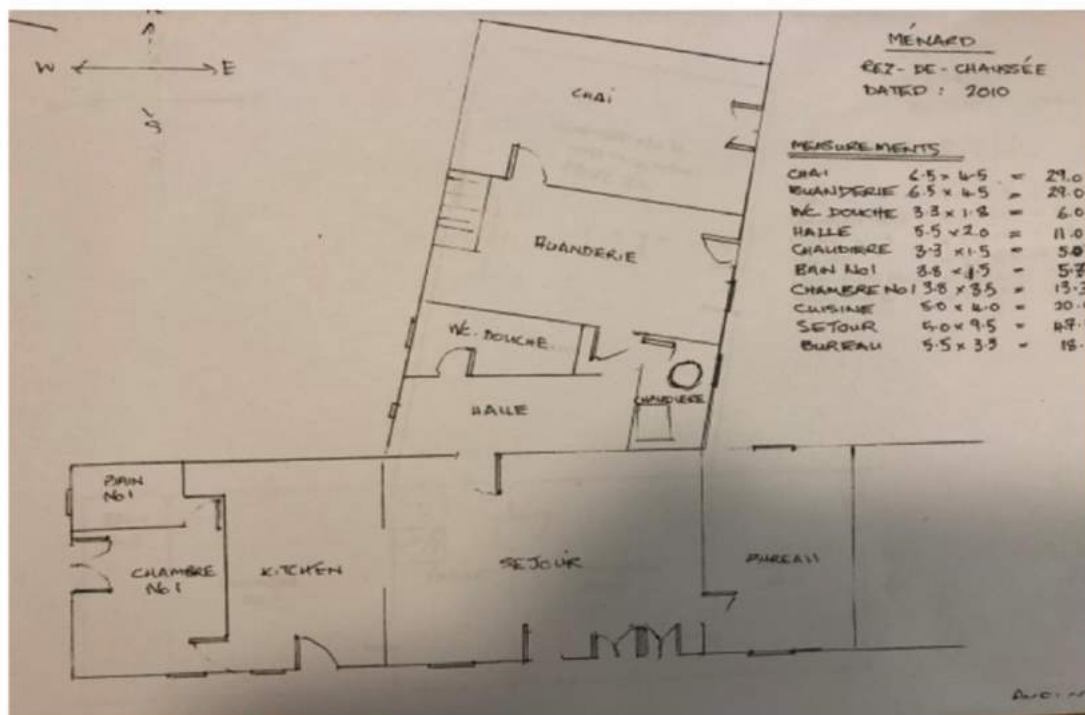 W E
S
MÉNARD
REZ-DE-CHAUSSÉE
DATED : 2010
MEASUREMENTS
CHAI 6.5 x 4.5 = 29.0
BUANDERIE 6.5 x 4.5 = 29.0
WC. DOUCHE 3.3 x 1.8 = 6.0
HALLE 5.5 x 2.0 = 11.0
CHAUDIERE 3.3 x 1.5 = 5.0
BAIN No1 3.8 x 1.5 = 5.7
CHAMBRE No1 3.8 x 3.5 = 13.3
CUISINE 5.0 x 4.0 = 20.
SEJOUR 5.0 x 9.5 = 47.
BUREAU 5.5 x 3.5 = 18.
CHAI
BUANDERIE
WC. DOUCHE
CHAUDIERE
HALLE
BAIN
No1
CHAMBRE
No.1
KITCHEN
SEJOUR
BUREAU